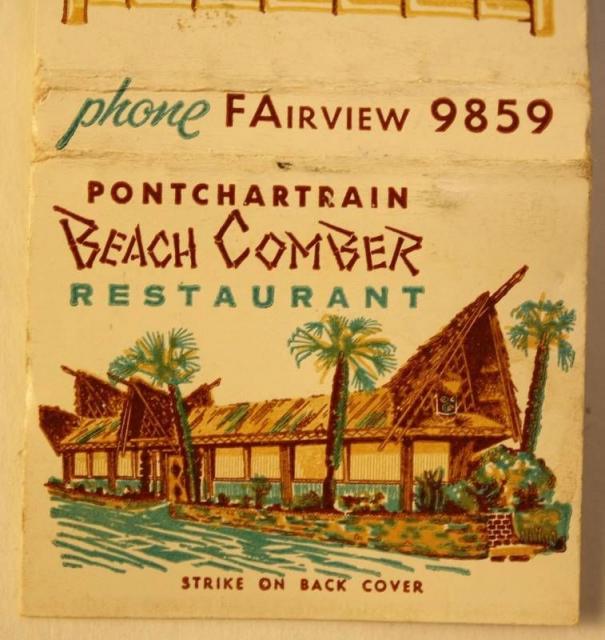 phone FAIRVIEW 9859
PONTCHARTRAIN
BEACH COMBER
RESTAURANT
STRIKE ON BACK COVER